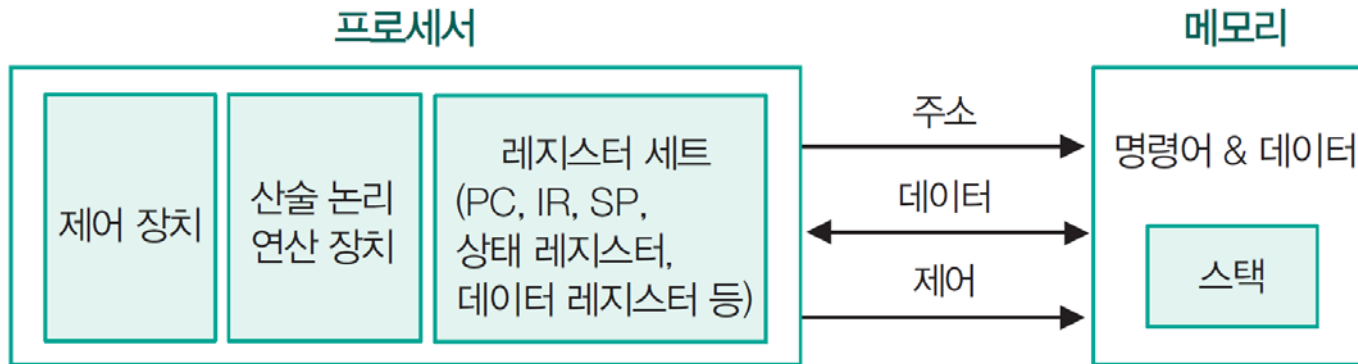 프로세서
메모리
제어 장치
산술 논리
연산 장치
레지스터 세트
(PC, IR, SP,
상태 레지스터,
데이터 레지스터 등)
주소
데이터
제어
명령어 & 데이터
스택